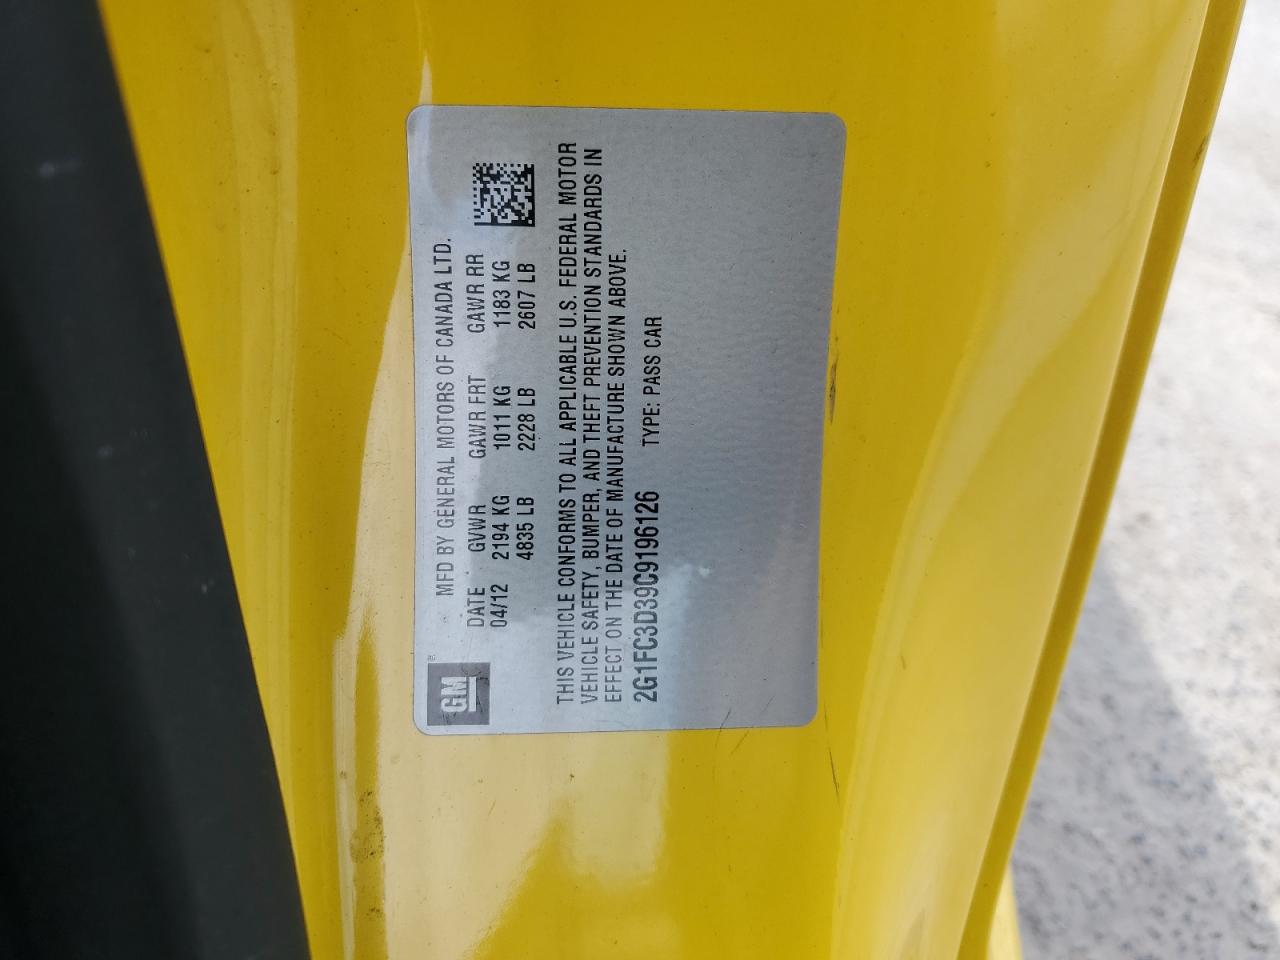 GM
MFD BY GENERAL MOTORS OF CANADA LTD.
DATE GVWR GAWR FRT GAWR RR
04/12 2194 KG 1011 KG 1183 KG
4835 LB 2228 LB 2607 LB
THIS VEHICLE CONFORMS TO ALL APPLICABLE U.S. FEDERAL MOTOR
VEHICLE SAFETY, BUMPER, AND THEFT PREVENTION STANDARDS IN
EFFECT ON THE DATE OF MANUFACTURE SHOWN ABOVE.
2G1FC3D39C9196126 TYPE: PASS CAR